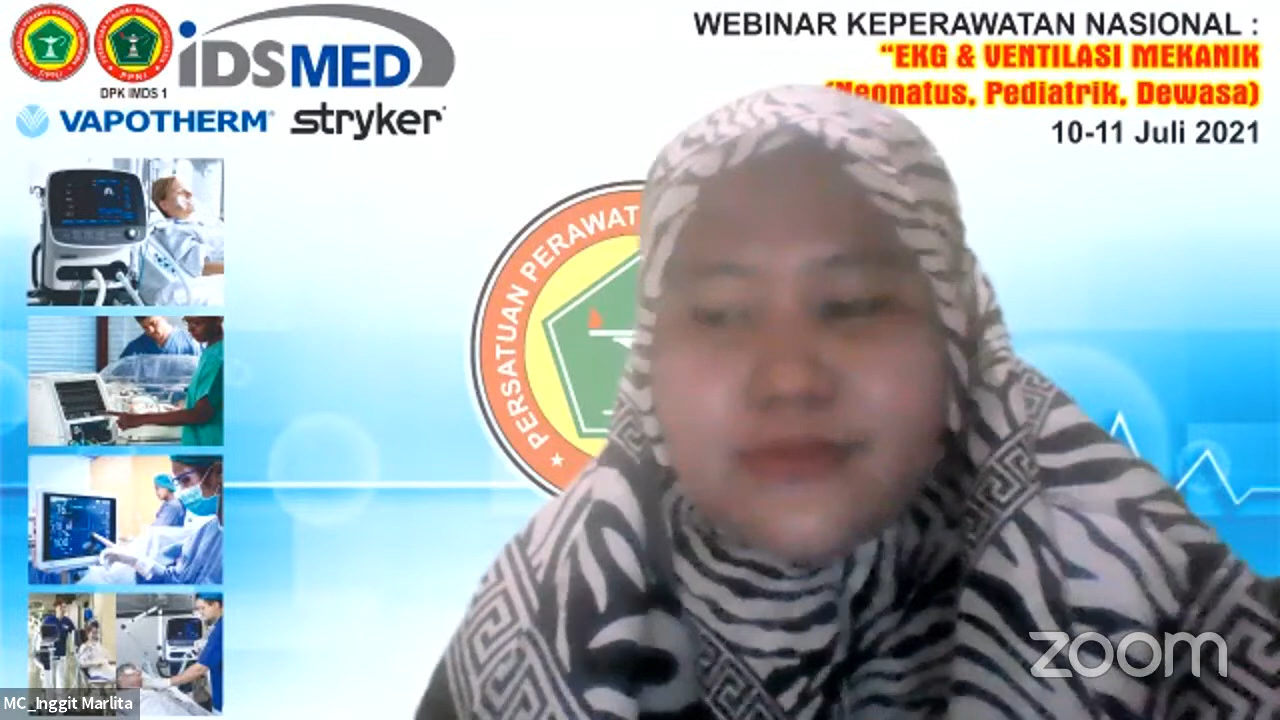 DPK IMDS 1
iDSMED
VAPOTHERM
stryker
WEBINAR KEPERAWATAN NASIONAL :
"EKG & VENTILASI MEKANIK
(Neonatus, Pediatrik, Dewasa)
10-11 Juli 2021
PERSATUAN PERAWAT
zoom
MC_Inggit Marlita